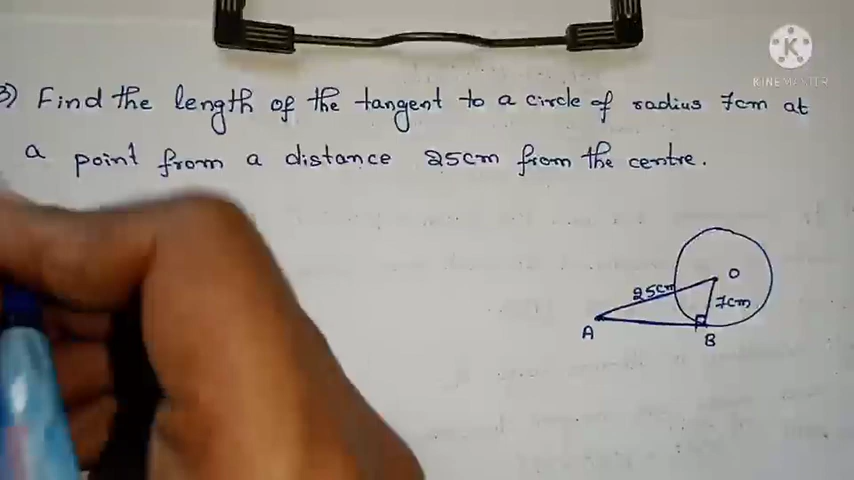 3) Find the length of the tangent to a circle of radius 7cm at
a point from a distance 25cm from the centre.
K
KINEMASTER
O
25cm
7cm
A
B